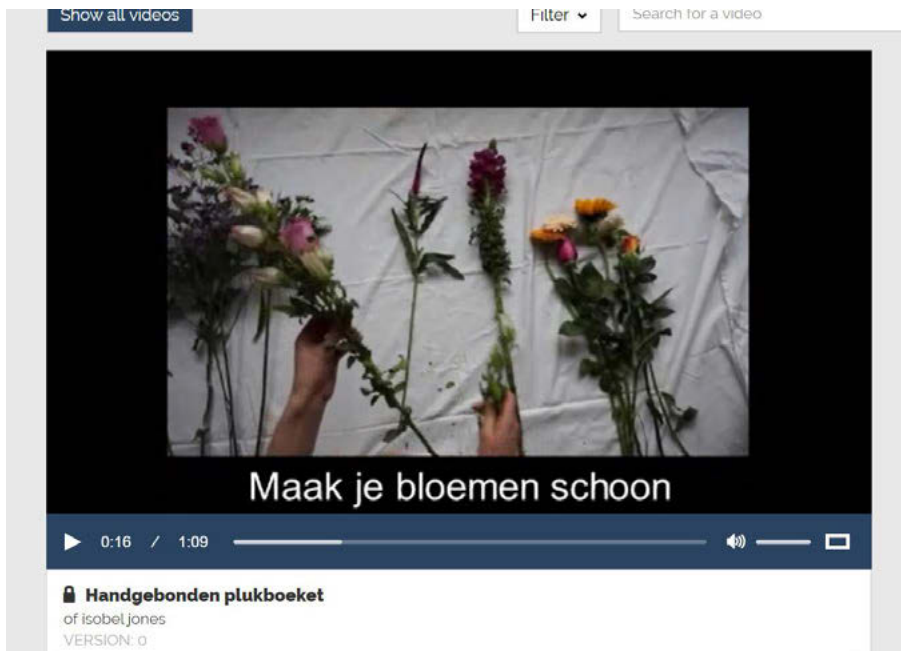 Show all videos
Filter
Search for a video
Maak je bloemen schoon
0:16 / 1:09
Handgebonden plukboeket
of isobel jones
VERSION: 0